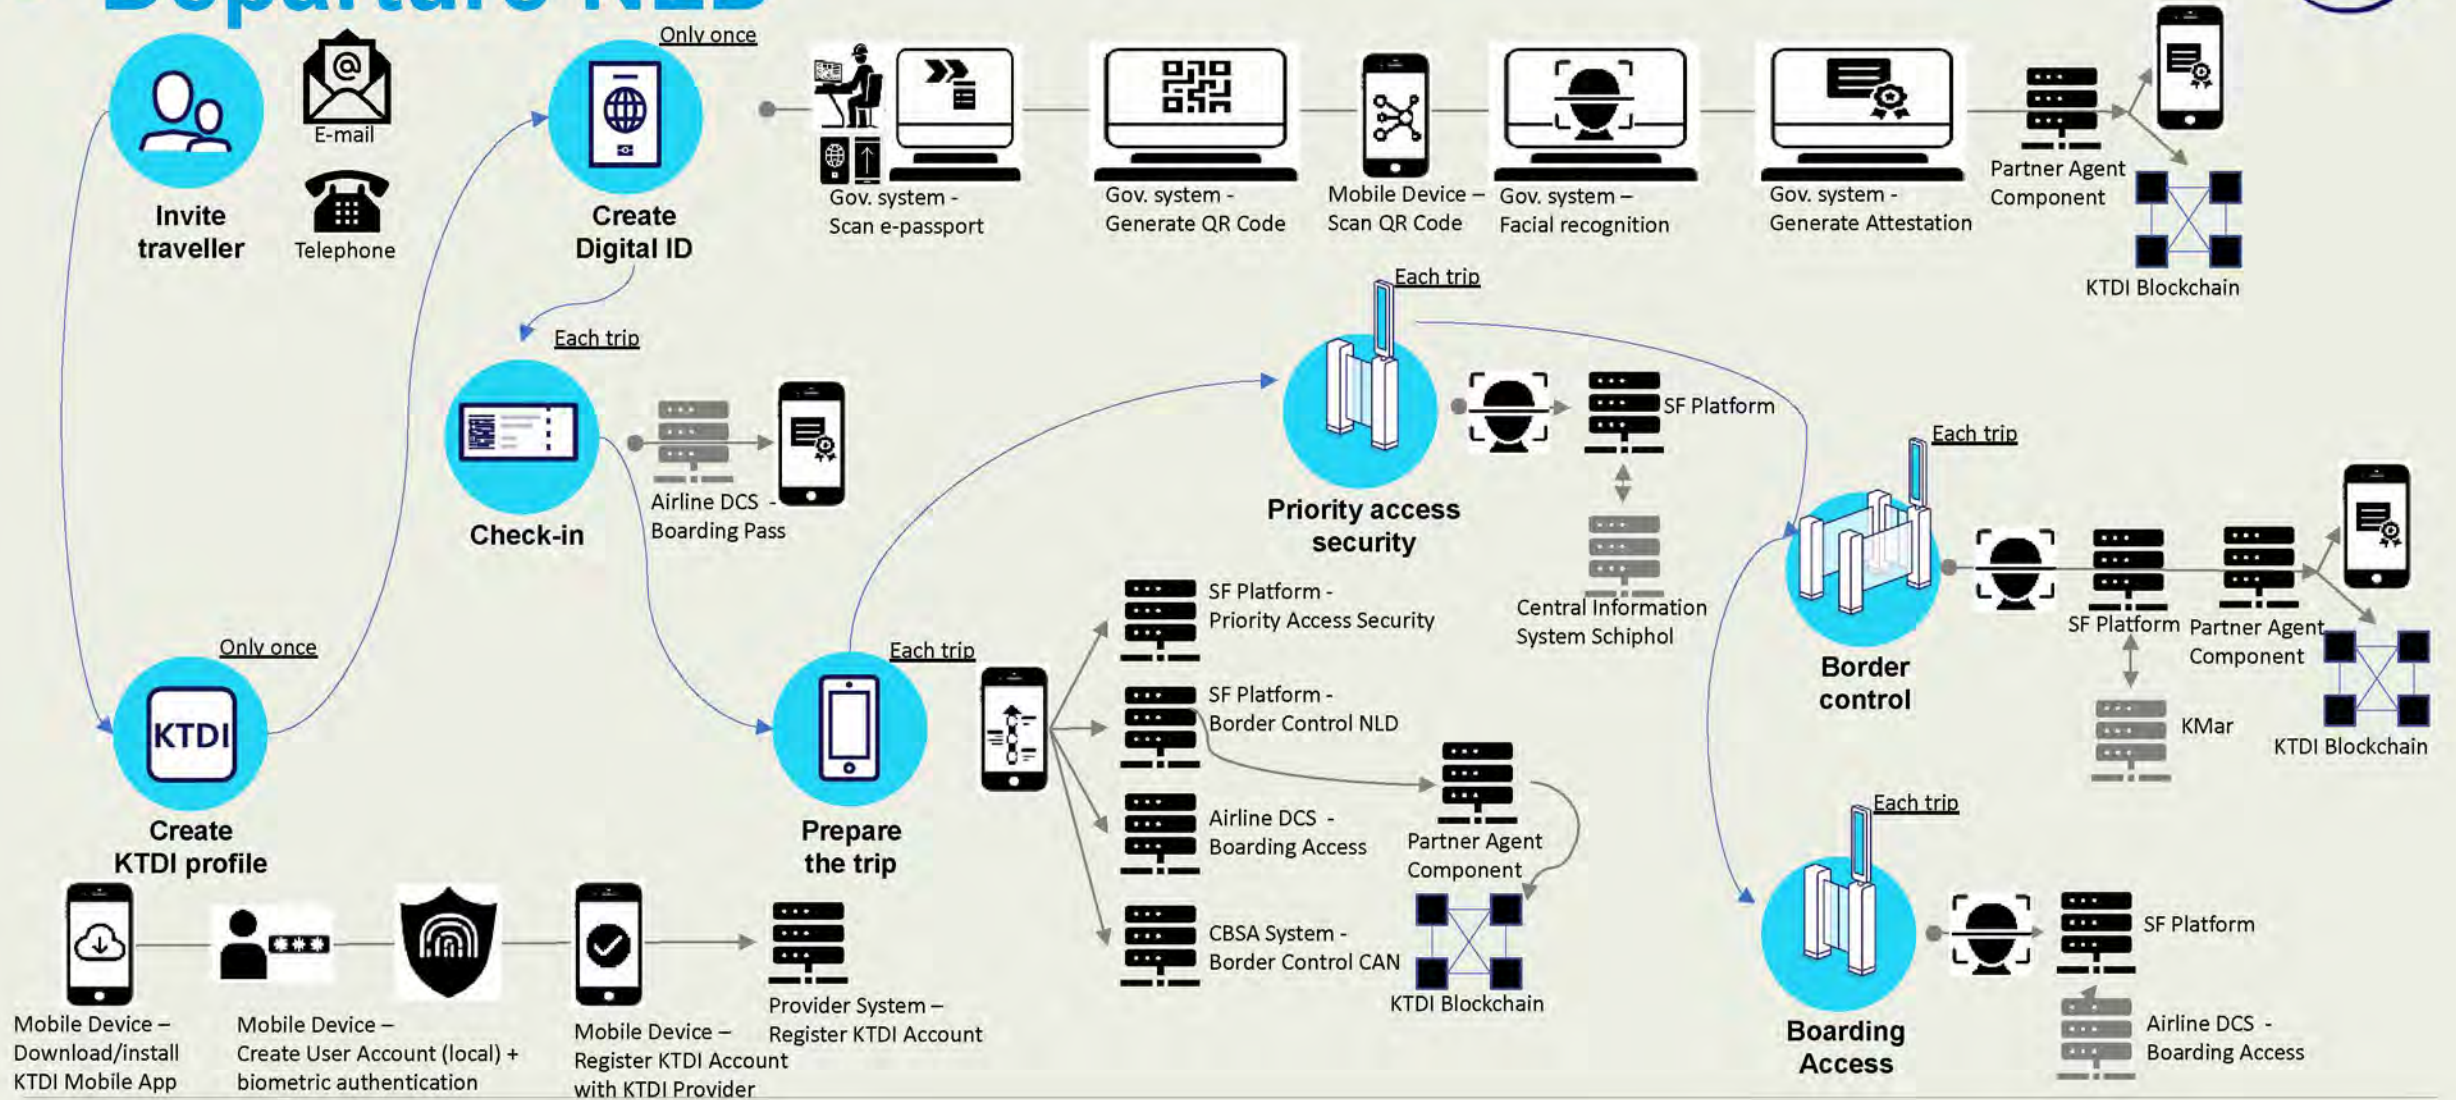 Departure NLD
Only once
E-mail
Telephone
Invite
traveller
Create
Digital ID
Gov. system -
Scan e-passport
Gov. system -
Generate QR Code
Mobile Device –
Scan QR Code
Gov. system –
Facial recognition
Gov. system -
Generate Attestation
Partner Agent
Component
KTDI Blockchain
Each trip
Check-in
Airline DCS -
Boarding Pass
Each trip
Priority access
security
SF Platform
Central Information
System Schiphol
Each trip
Border
control
SF Platform
Partner Agent
Component
KMar
KTDI Blockchain
Only once
KTDI
Create
KTDI profile
Each trip
Prepare
the trip
SF Platform -
Priority Access Security
SF Platform -
Border Control NLD
Airline DCS -
Boarding Access
CBSA System -
Border Control CAN
Partner Agent
Component
KTDI Blockchain
Each trip
Boarding
Access
SF Platform
Airline DCS -
Boarding Access
Mobile Device –
Download/install
KTDI Mobile App
Mobile Device –
Create User Account (local) +
biometric authentication
Mobile Device –
Register KTDI Account
with KTDI Provider
Provider System –
Register KTDI Account